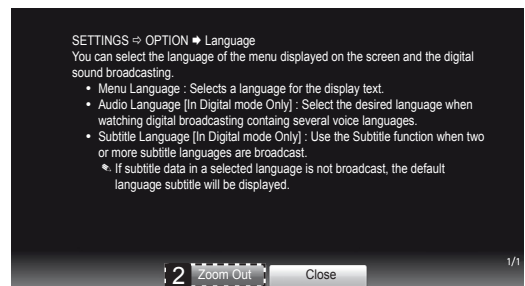 SETTINGS ⇨ OPTION ➡ Language
You can select the language of the menu displayed on the screen and the digital
sound broadcasting.
• Menu Language : Selects a language for the display text.
• Audio Language [In Digital mode Only] : Select the desired language when
watching digital broadcasting containg several voice languages.
• Subtitle Language [In Digital mode Only] : Use the Subtitle function when two
or more subtitle languages are broadcast.
✎ If subtitle data in a selected language is not broadcast, the default
language subtitle will be displayed.
1/1
2 Zoom Out Close